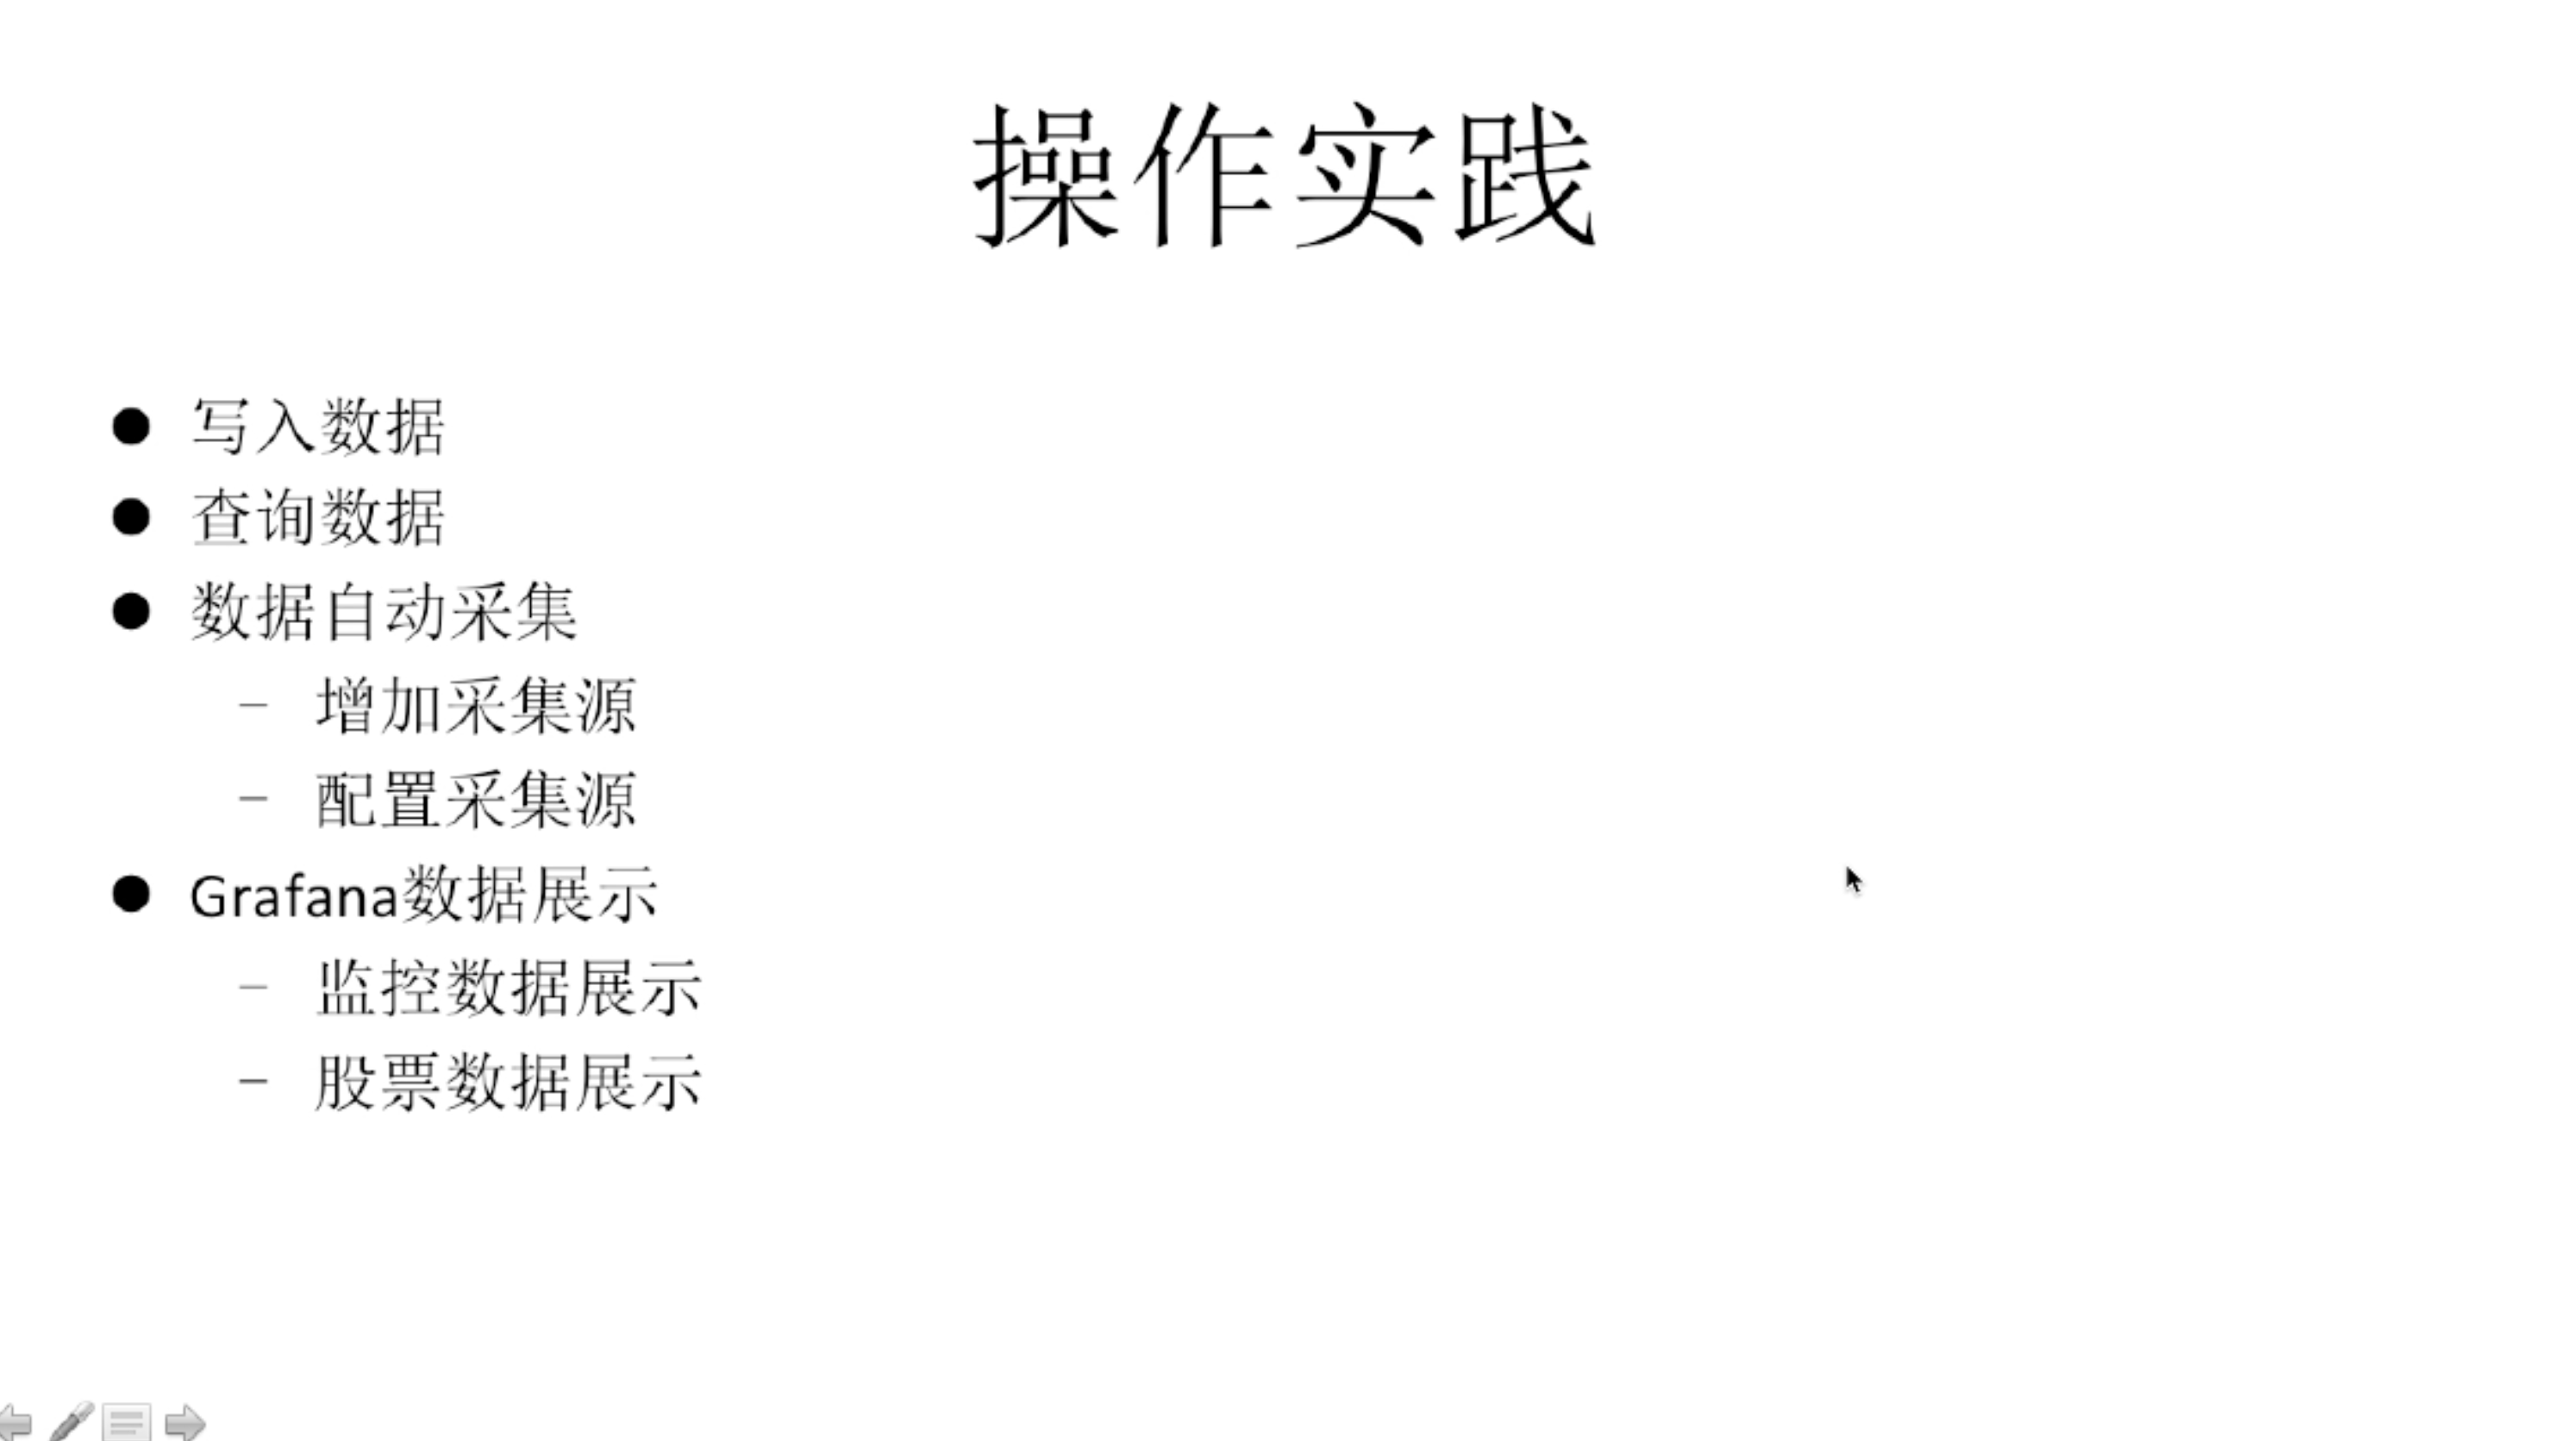 操作实践
● 写入数据
● 查询数据
● 数据自动采集
– 增加采集源
– 配置采集源
● Grafana数据展示
– 监控数据展示
– 股票数据展示